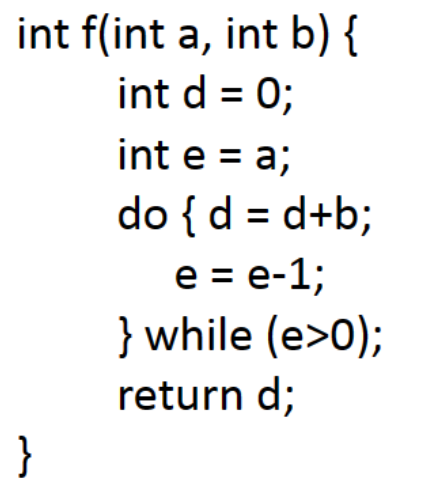 int f(int a, int b) {
int d = 0;
int e = a;
do { d = d+b;
e = e-1;
} while (e>0);
return d;
}